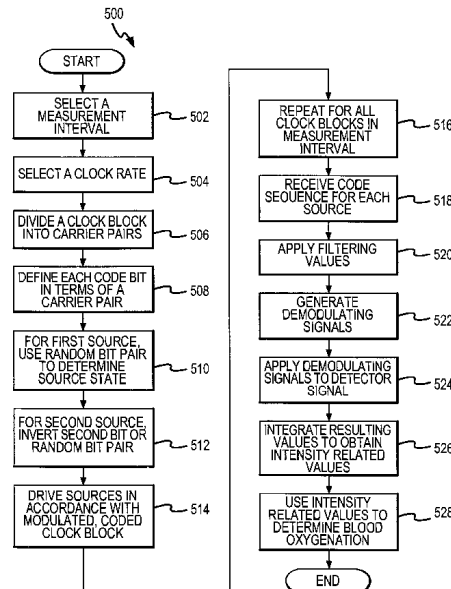 500
START
SELECT A
MEASUREMENT
INTERVAL
502
SELECT A CLOCK RATE
504
DIVIDE A CLOCK BLOCK
INTO CARRIER PAIRS
506
DEFINE EACH CODE BIT
IN TERMS OF A
CARRIER PAIR
508
FOR FIRST SOURCE,
USE RANDOM BIT PAIR
TO DETERMINE
SOURCE STATE
510
FOR SECOND SOURCE,
INVERT SECOND BIT OR
RANDOM BIT PAIR
512
DRIVE SOURCES IN
ACCORDANCE WITH
MODULATED, CODED
CLOCK BLOCK
514
REPEAT FOR ALL
CLOCK BLOCKS IN
MEASUREMENT
INTERVAL
516
RECEIVE CODE
SEQUENCE FOR EACH
SOURCE
518
APPLY FILTERING
VALUES
520
GENERATE
DEMODULATING
SIGNALS
522
APPLY DEMODULATING
SIGNALS TO DETECTOR
SIGNAL
524
INTEGRATE RESULTING
VALUES TO OBTAIN
INTENSITY RELATED
VALUES
526
USE INTENSITY
RELATED VALUES TO
DETERMINE BLOOD
OXYGENATION
528
END